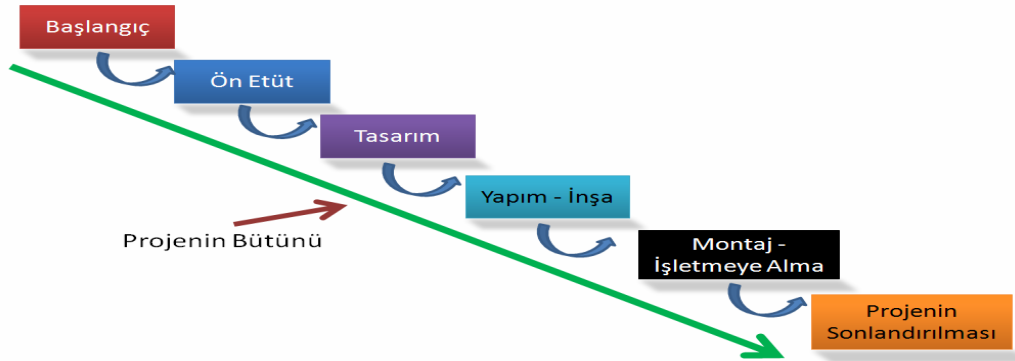 Başlangıç
Ön Etüt
Tasarım
Yapım - İnşa
Projenin Bütünü
Montaj -
İşletmeye Alma
Projenin
Sonlandırılması